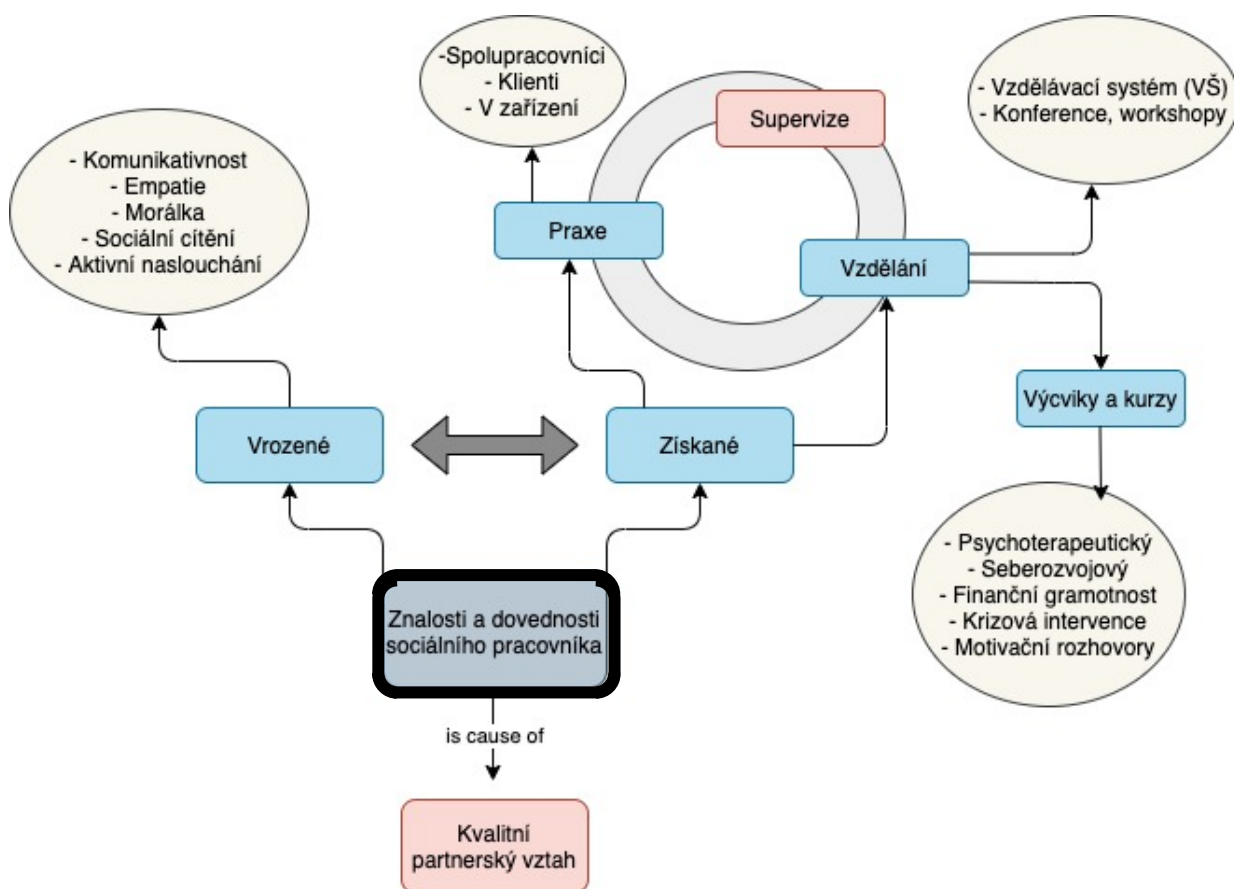 -Spolupracovníci
- Klienti
- V zařízení
Supervize
- Vzdělávací systém (VŠ)
- Konference, workshopy
- Komunikativnost
- Empatie
- Morálka
- Sociální cítění
- Aktivní naslouchání
Praxe
Vzdělání
Výcviky a kurzy
Vrozené
Získané
- Psychoterapeutický
- Seberozvojový
- Finanční gramotnost
- Krizová intervence
- Motivační rozhovory
Znalosti a dovednosti
sociálního pracovníka
is cause of
Kvalitní
partnerský vztah